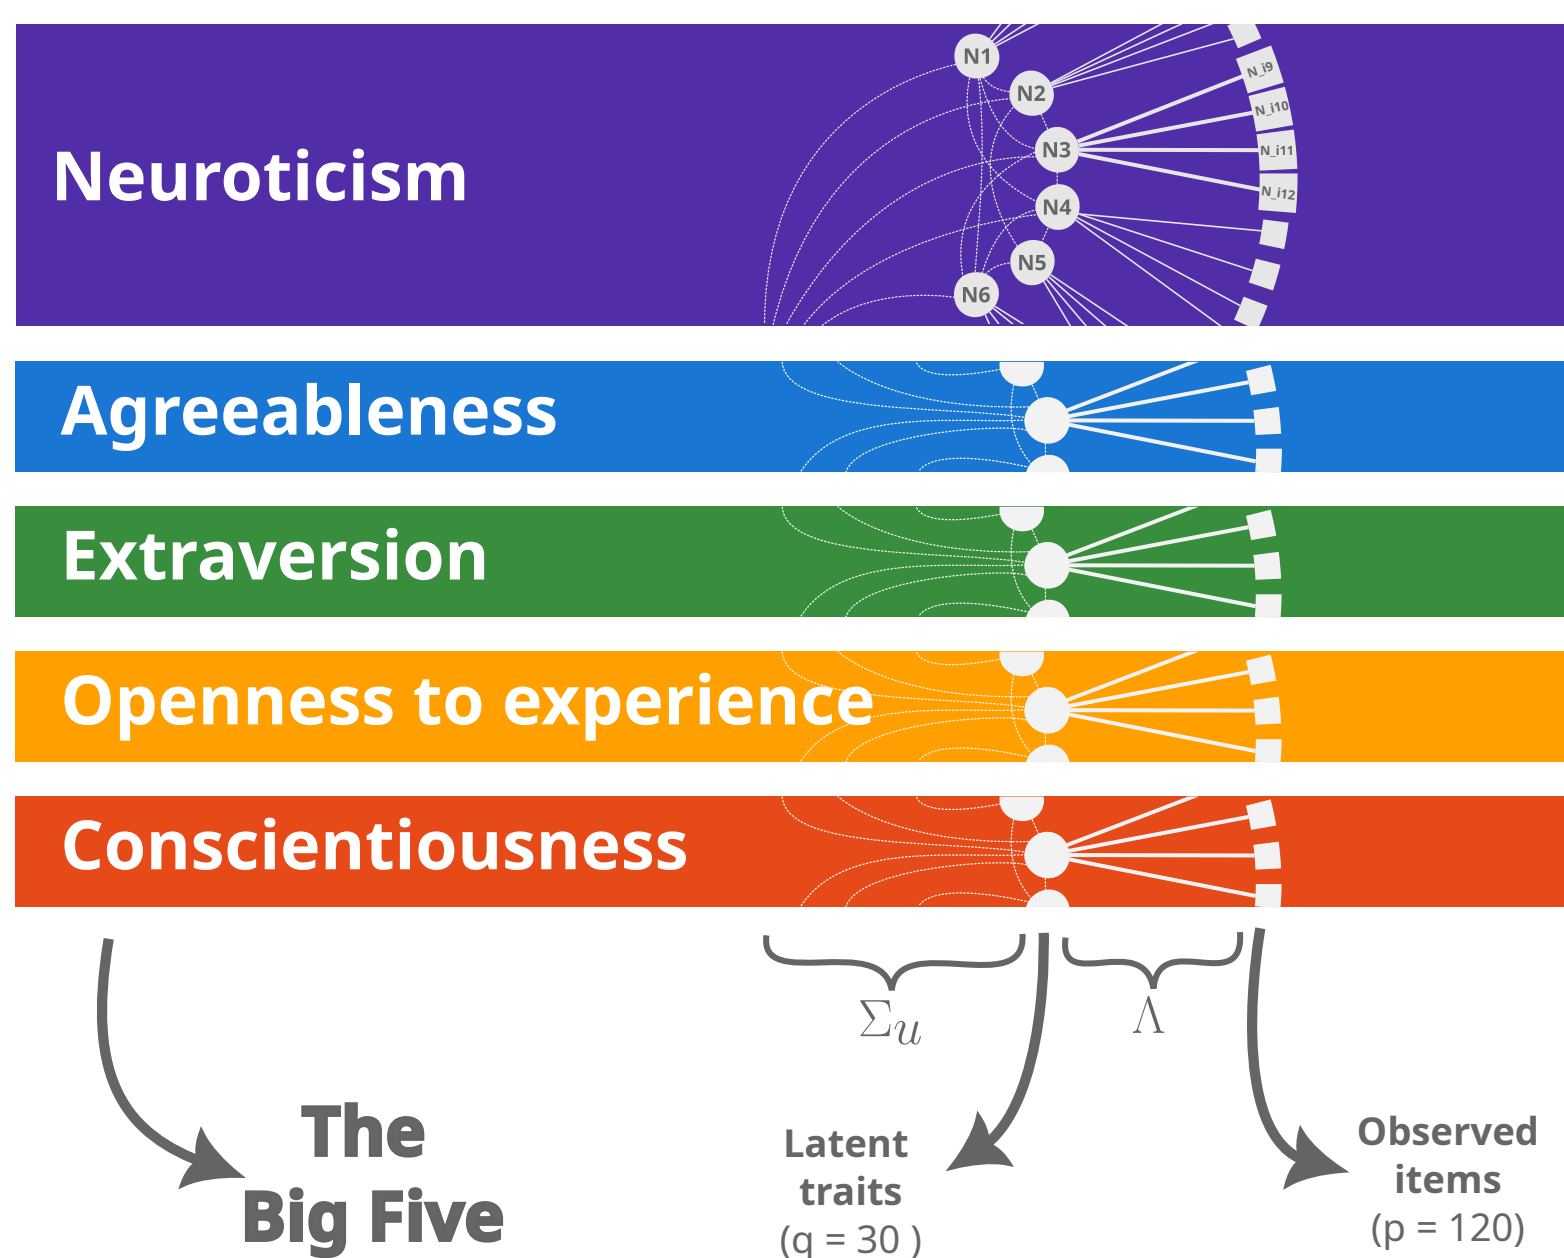 N1
N2
N_i9
N_i10
Neuroticism
N3
N_i11
N_i12
N4
N5
N6
Agreeableness
Extraversion
Openness to experience
Conscientiousness
Σu
Λ
The
Big Five
Latent
traits
(q = 30 )
Observed
items
(p = 120)